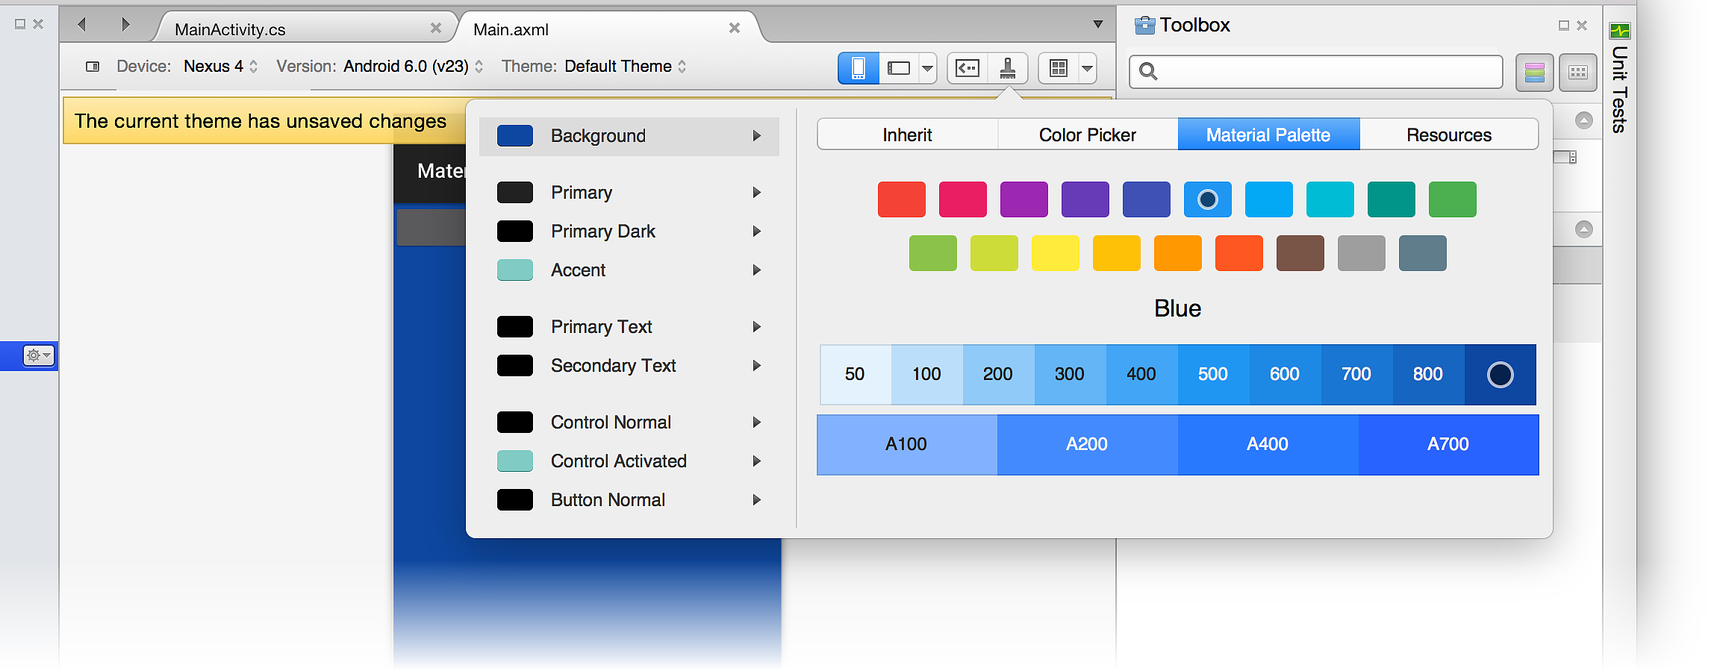 MainActivity.cs
Main.axml
Toolbox
Device: Nexus 4 Version: Android 6.0 (v23) Theme: Default Theme
Unit Tests
The current theme has unsaved changes
Mater
Background
Primary
Primary Dark
Accent
Primary Text
Secondary Text
Control Normal
Control Activated
Button Normal
Inherit Color Picker Material Palette Resources
Blue
50 100 200 300 400 500 600 700 800
A100 A200 A400 A700